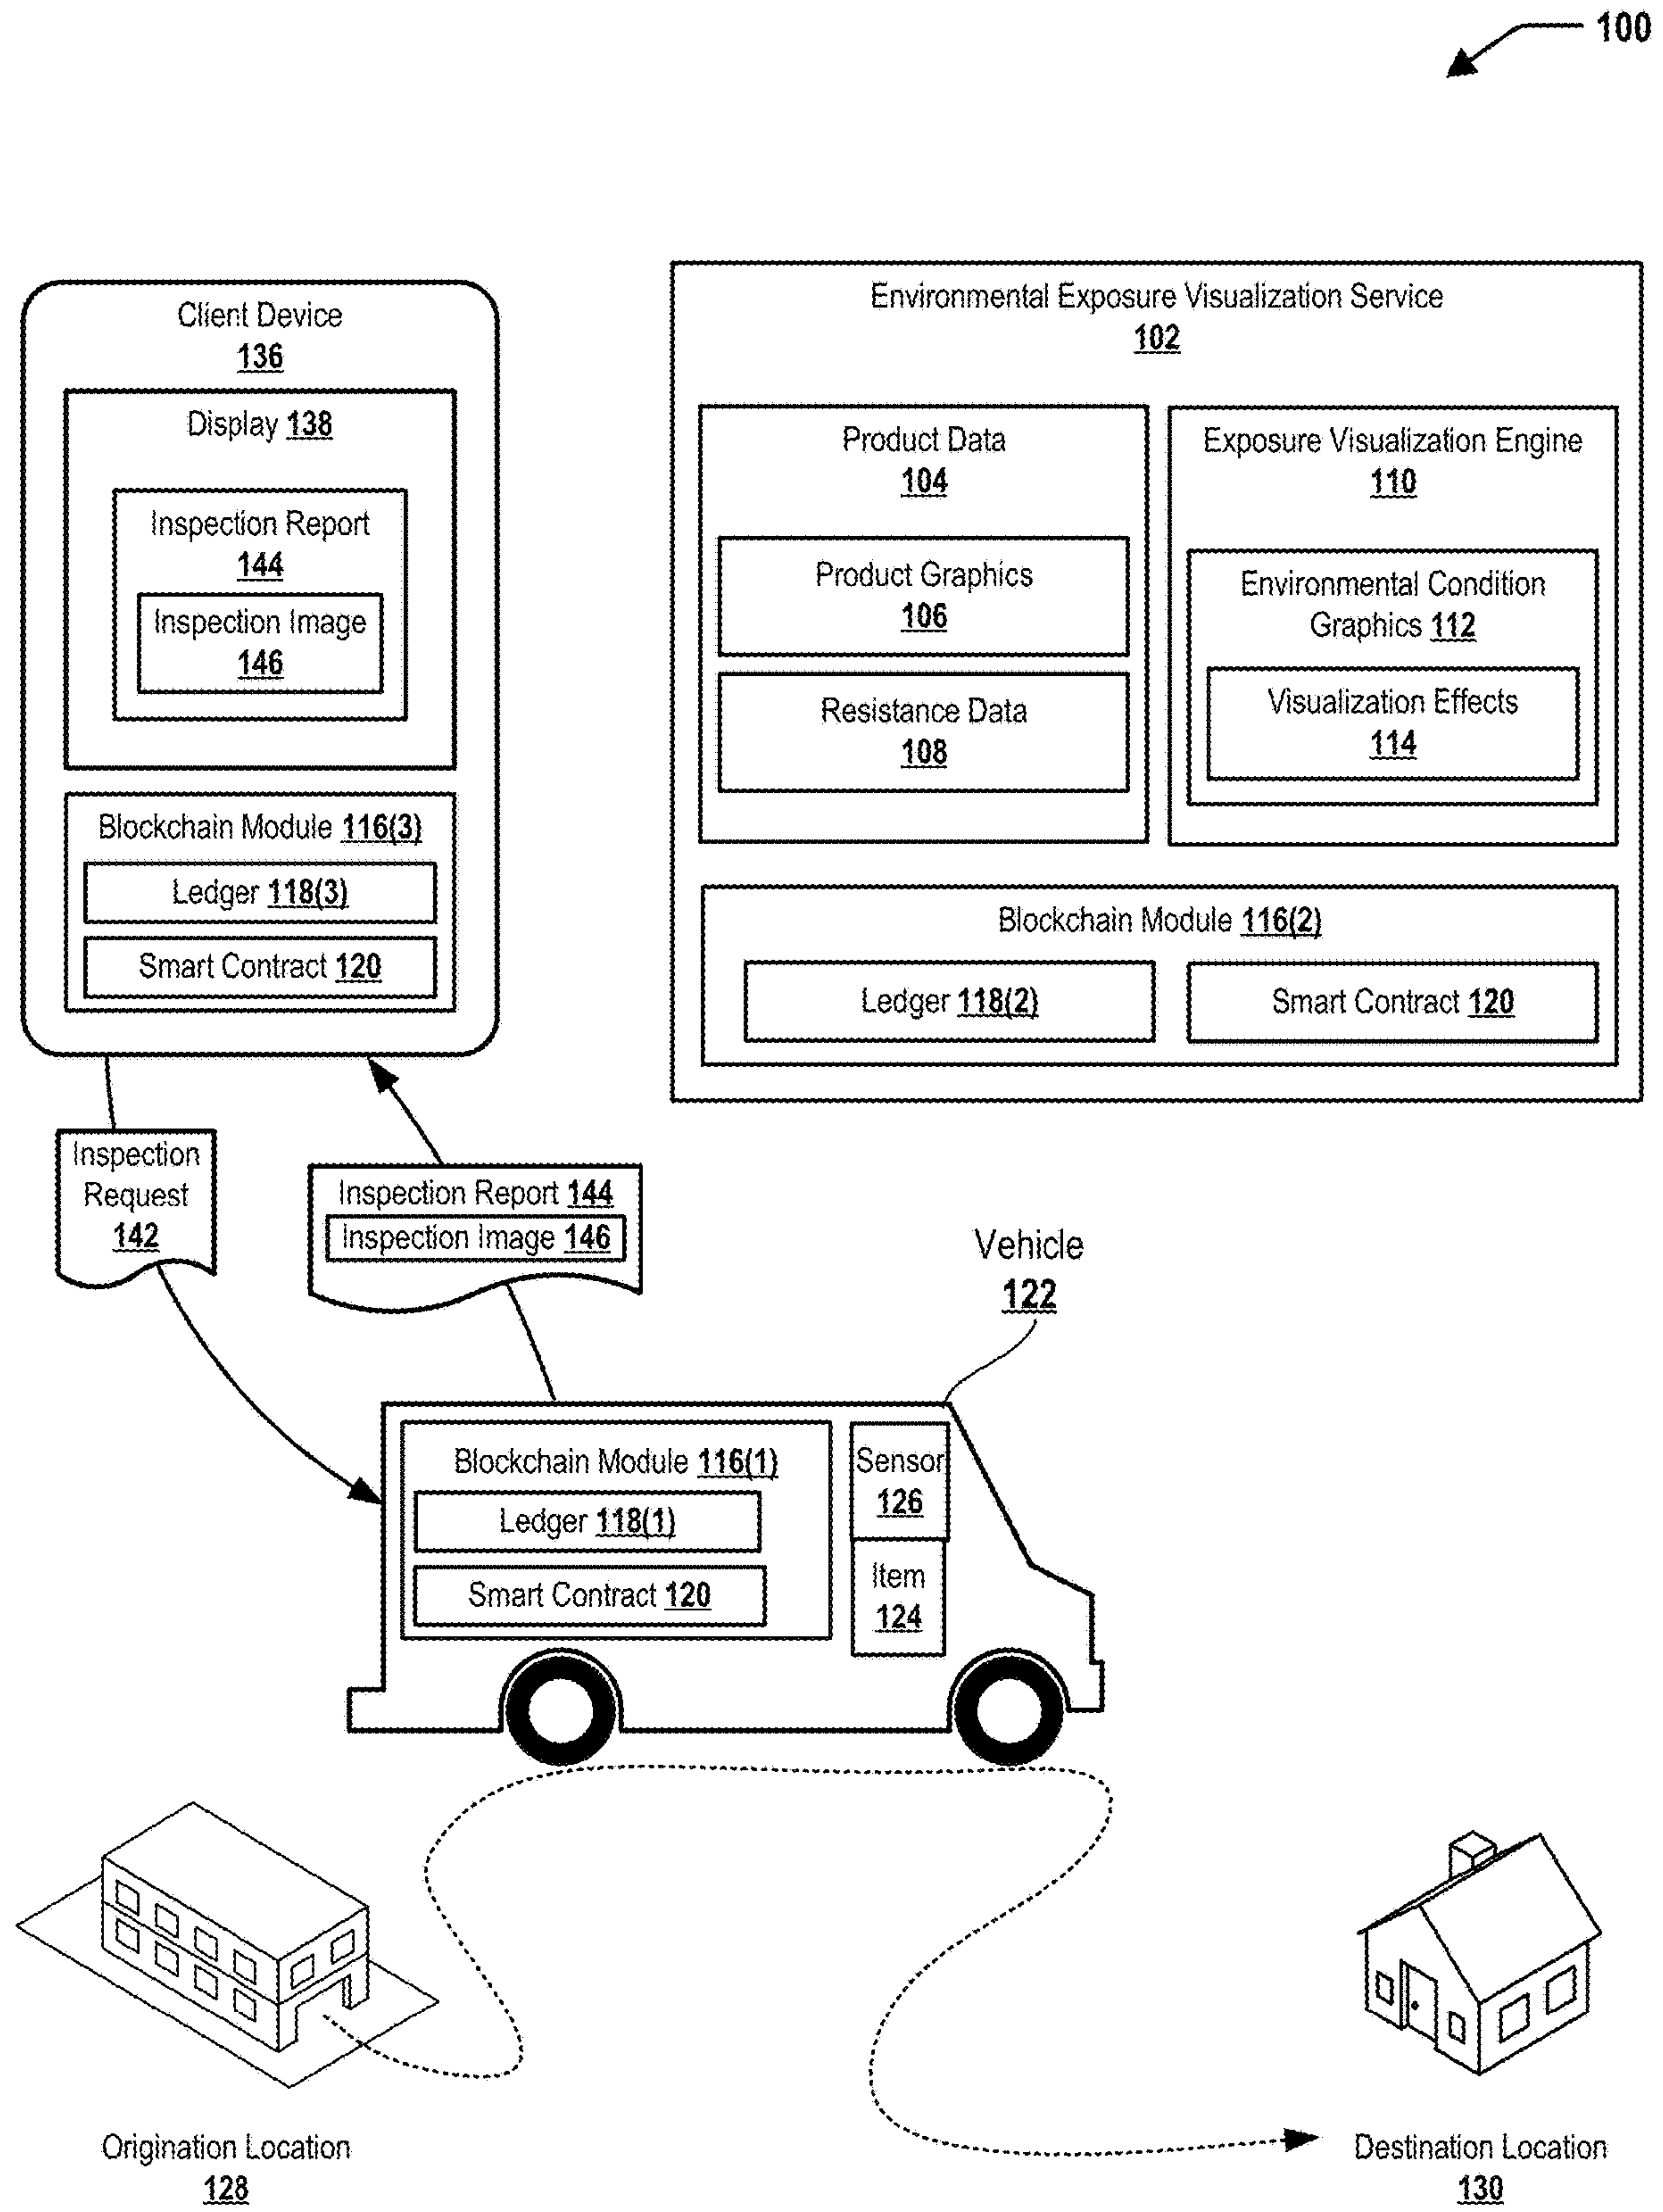 100
Client Device
136
Display 138
Inspection Report
144
Inspection Image
146
Blockchain Module 116(3)
Ledger 118(3)
Smart Contract 120
Environmental Exposure Visualization Service
102
Product Data
104
Product Graphics
106
Resistance Data
108
Exposure Visualization Engine
110
Environmental Condition
Graphics 112
Visualization Effects
114
Blockchain Module 116(2)
Ledger 118(2)
Smart Contract 120
Inspection
Request
142
Inspection Report 144
Inspection Image 146
Vehicle
122
Blockchain Module 116(1)
Ledger 118(1)
Smart Contract 120
Sensor
126
Item
124
Origination Location
128
Destination Location
130